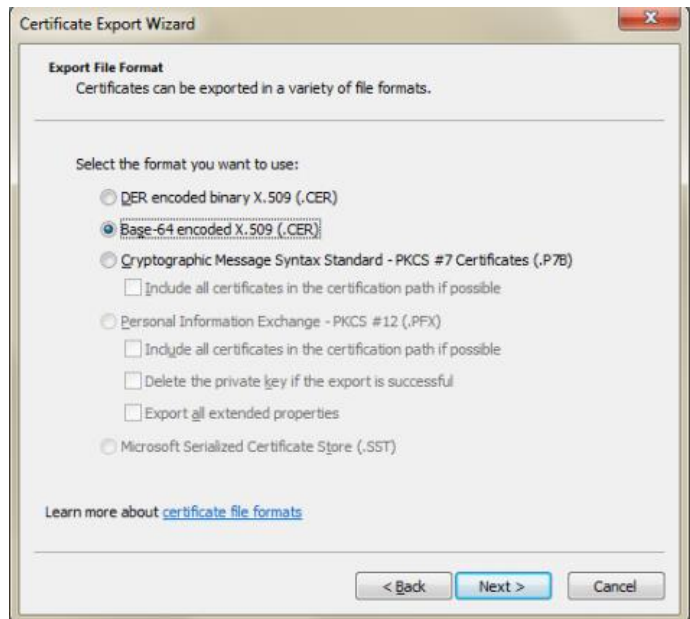 Certificate Export Wizard
Export File Format
Certificates can be exported in a variety of file formats.
Select the format you want to use:
DER encoded binary X.509 (.CER)
Base-64 encoded X.509 (.CER)
Cryptographic Message Syntax Standard - PKCS #7 Certificates (.P7B)
Include all certificates in the certification path if possible
Personal Information Exchange - PKCS #12 (.PFX)
Include all certificates in the certification path if possible
Delete the private key if the export is successful
Export all extended properties
Microsoft Serialized Certificate Store (.SST)
Learn more about certificate file formats
< Back Next > Cancel